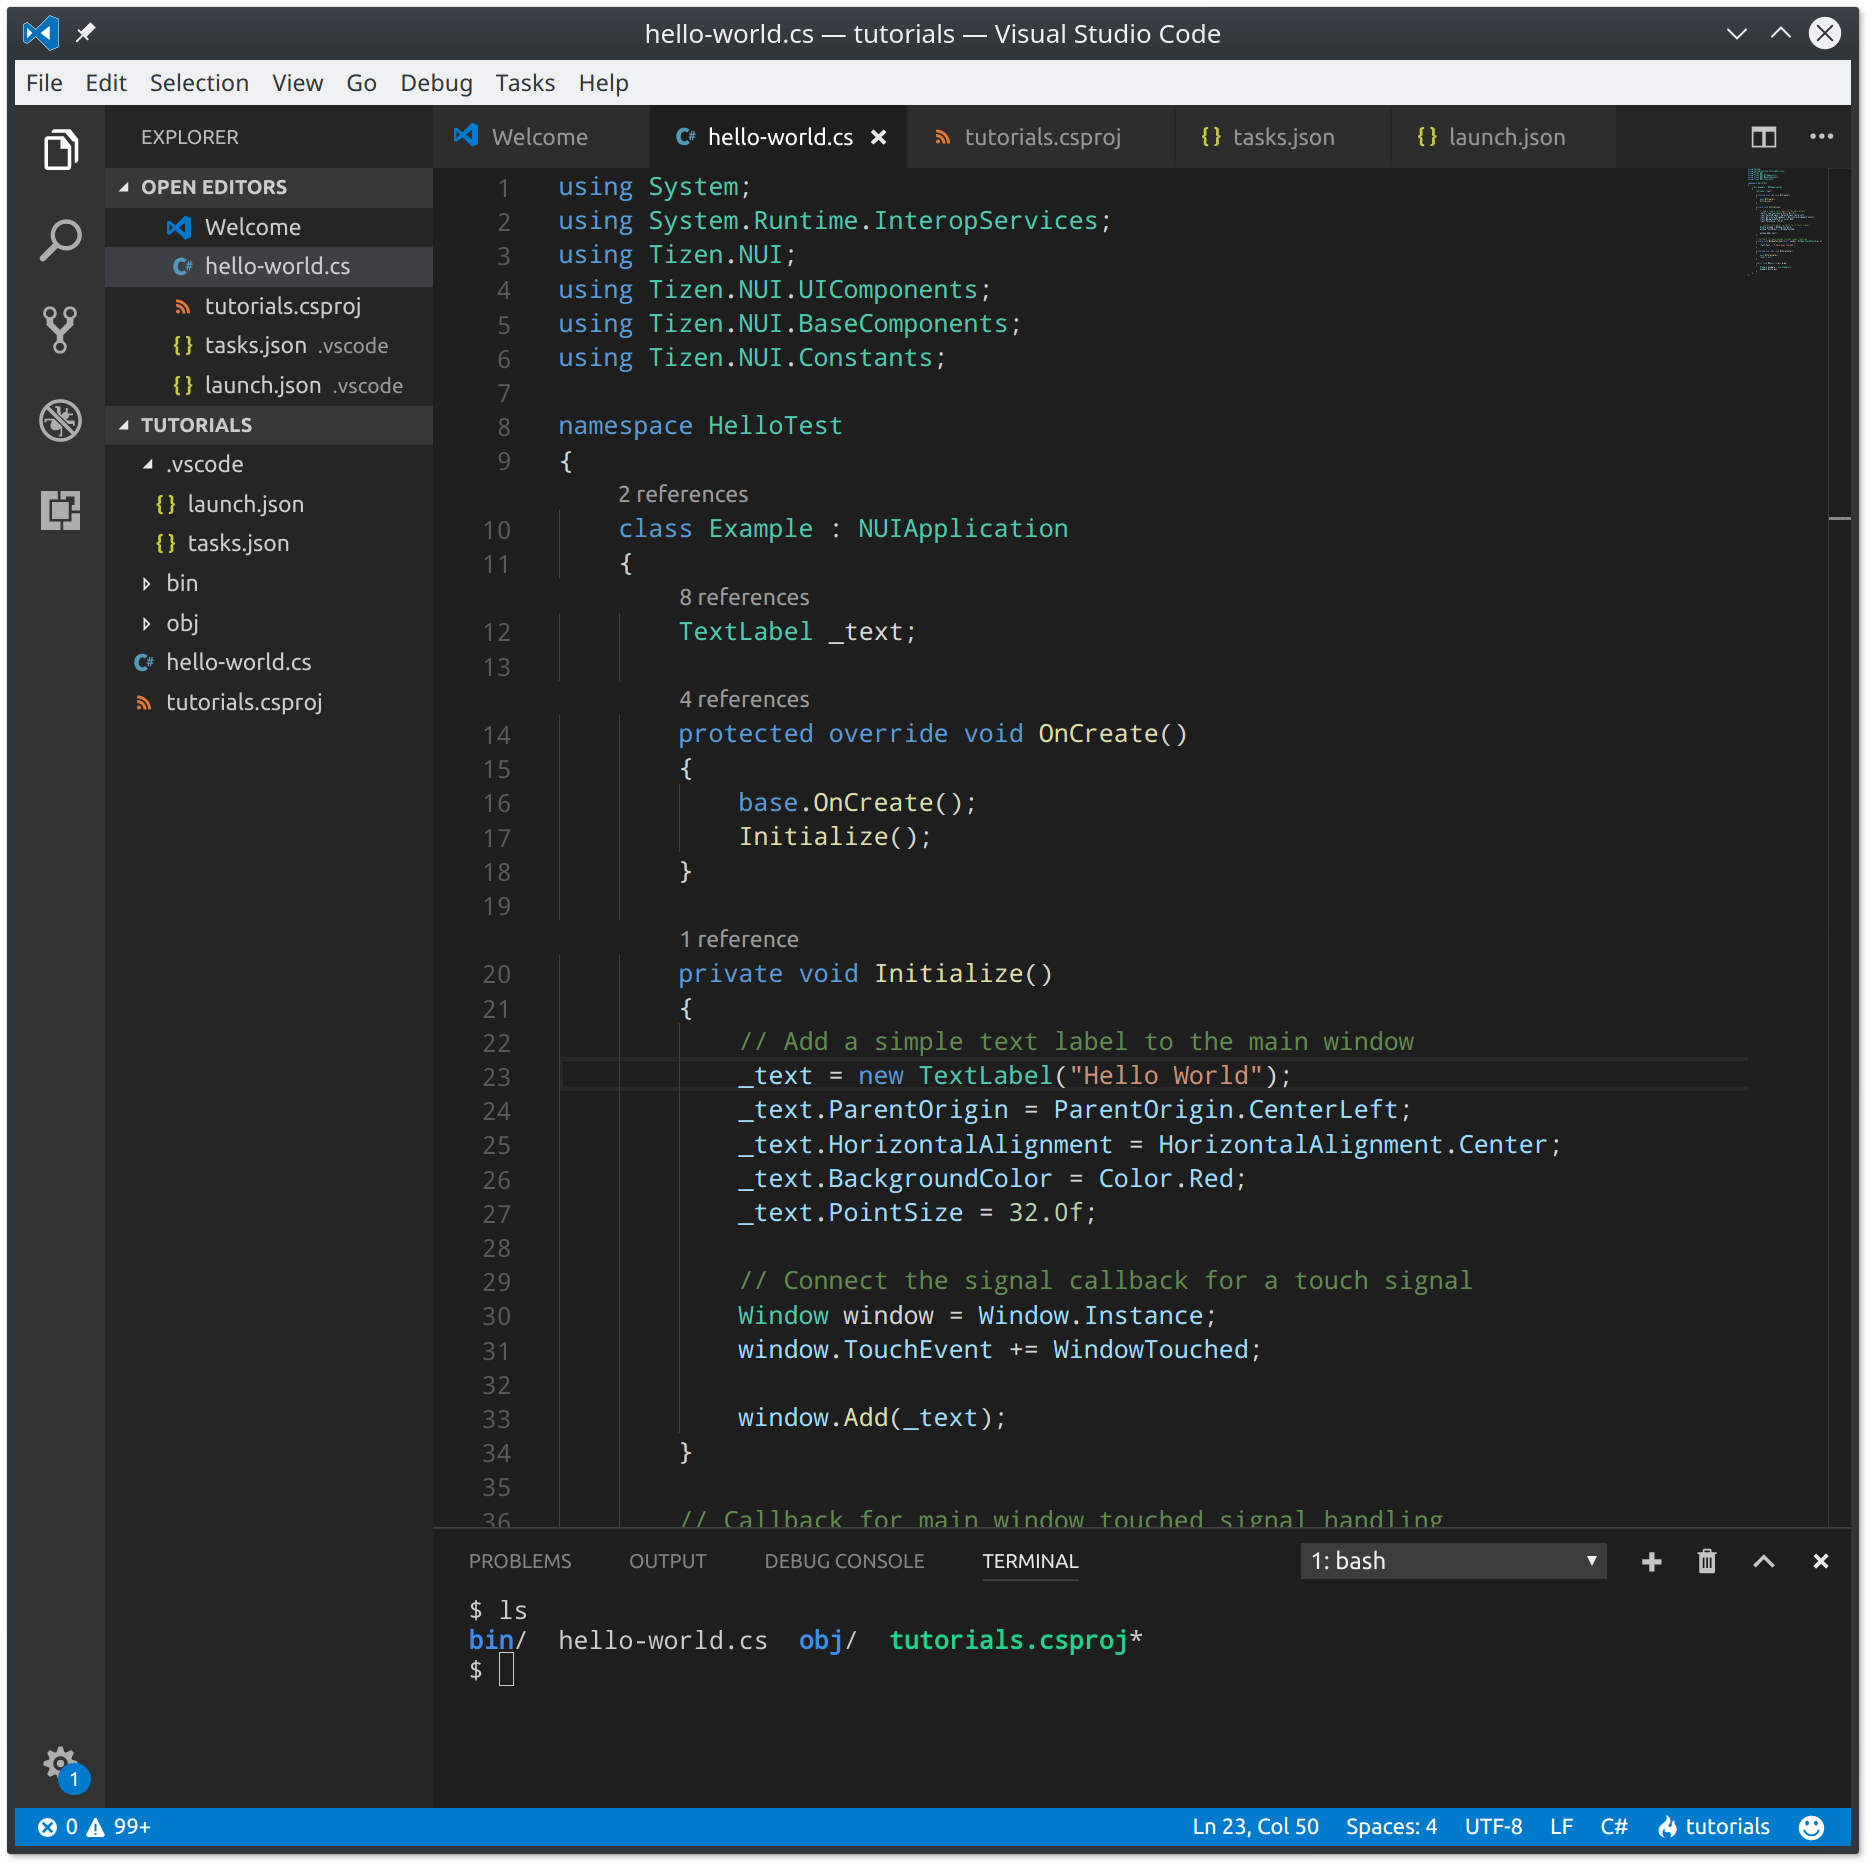 hello-world.cs — tutorials — Visual Studio Code
File Edit Selection View Go Debug Tasks Help
EXPLORER
OPEN EDITORS
Welcome
hello-world.cs
tutorials.csproj
tasks.json .vscode
launch.json .vscode
TUTORIALS
.vscode
launch.json
tasks.json
bin
obj
hello-world.cs
tutorials.csproj
Welcome hello-world.cs tutorials.csproj tasks.json launch.json
1 using System;
2 using System.Runtime.InteropServices;
3 using Tizen.NUI;
4 using Tizen.NUI.UIComponents;
5 using Tizen.NUI.BaseComponents;
6 using Tizen.NUI.Constants;
7
8 namespace HelloTest
9 {
2 references
10 class Example : NUIApplication
11 {
8 references
12 TextLabel _text;
13
4 references
14 protected override void OnCreate()
15 {
16 base.OnCreate();
17 Initialize();
18 }
19
1 reference
20 private void Initialize()
21 {
22 // Add a simple text label to the main window
23 _text = new TextLabel("Hello World");
24 _text.ParentOrigin = ParentOrigin.CenterLeft;
25 _text.HorizontalAlignment = HorizontalAlignment.Center;
26 _text.BackgroundColor = Color.Red;
27 _text.PointSize = 32.0f;
28
29 // Connect the signal callback for a touch signal
30 Window window = Window.Instance;
31 window.TouchEvent += WindowTouched;
32
33 window.Add(_text);
34 }
35
36 // Callback for main window touched signal handling
PROBLEMS OUTPUT DEBUG CONSOLE TERMINAL 1: bash
$ ls
bin/ hello-world.cs obj/ tutorials.csproj*
$
1
0 99+ Ln 23, Col 50 Spaces: 4 UTF-8 LF C# tutorials